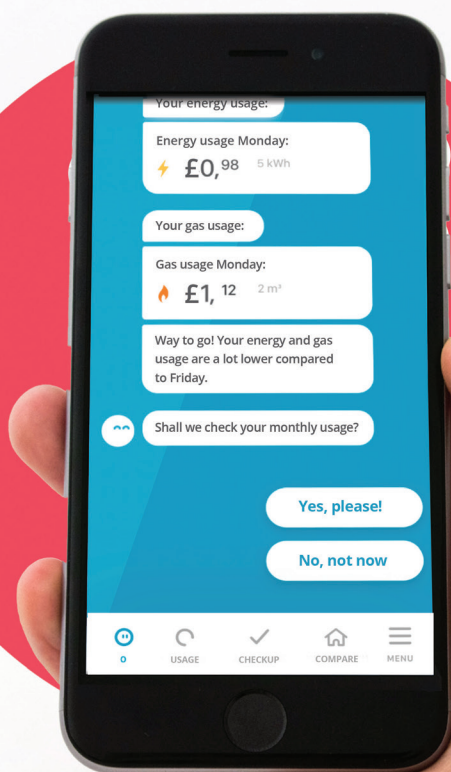 Your energy usage:
Energy usage Monday:
£0,98 5 kWh
Your gas usage:
Gas usage Monday:
£1, 12 2 m³
Way to go! Your energy and gas
usage are a lot lower compared
to Friday.
Shall we check your monthly usage?
Yes, please!
No, not now
O USAGE CHECKUP COMPARE MENU